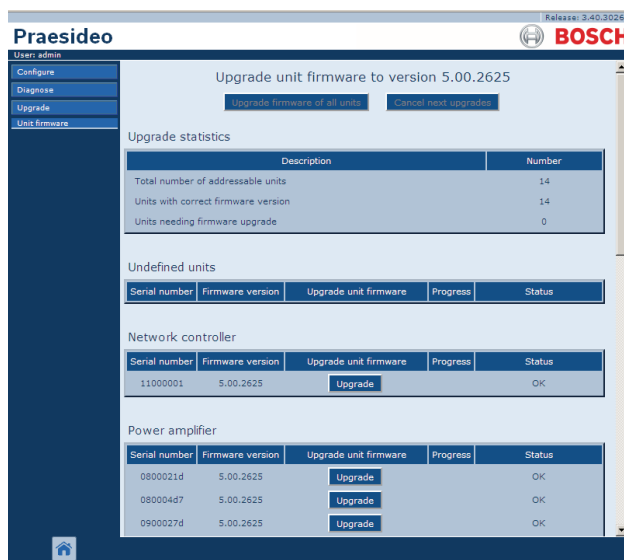 Release: 3.40.3026
Praesideo
BOSCH
User: admin
Configure
Diagnose
Upgrade
Unit firmware
Upgrade unit firmware to version 5.00.2625
Upgrade firmware of all units Cancel next upgrades
Upgrade statistics
Description Number
Total number of addressable units 14
Units with correct firmware version 14
Units needing firmware upgrade 0
Undefined units
Serial number Firmware version Upgrade unit firmware Progress Status
Network controller
Serial number Firmware version Upgrade unit firmware Progress Status
11000001 5.00.2625 Upgrade OK
Power amplifier
Serial number Firmware version Upgrade unit firmware Progress Status
0800021d 5.00.2625 Upgrade OK
080004d7 5.00.2625 Upgrade OK
0900027d 5.00.2625 Upgrade OK